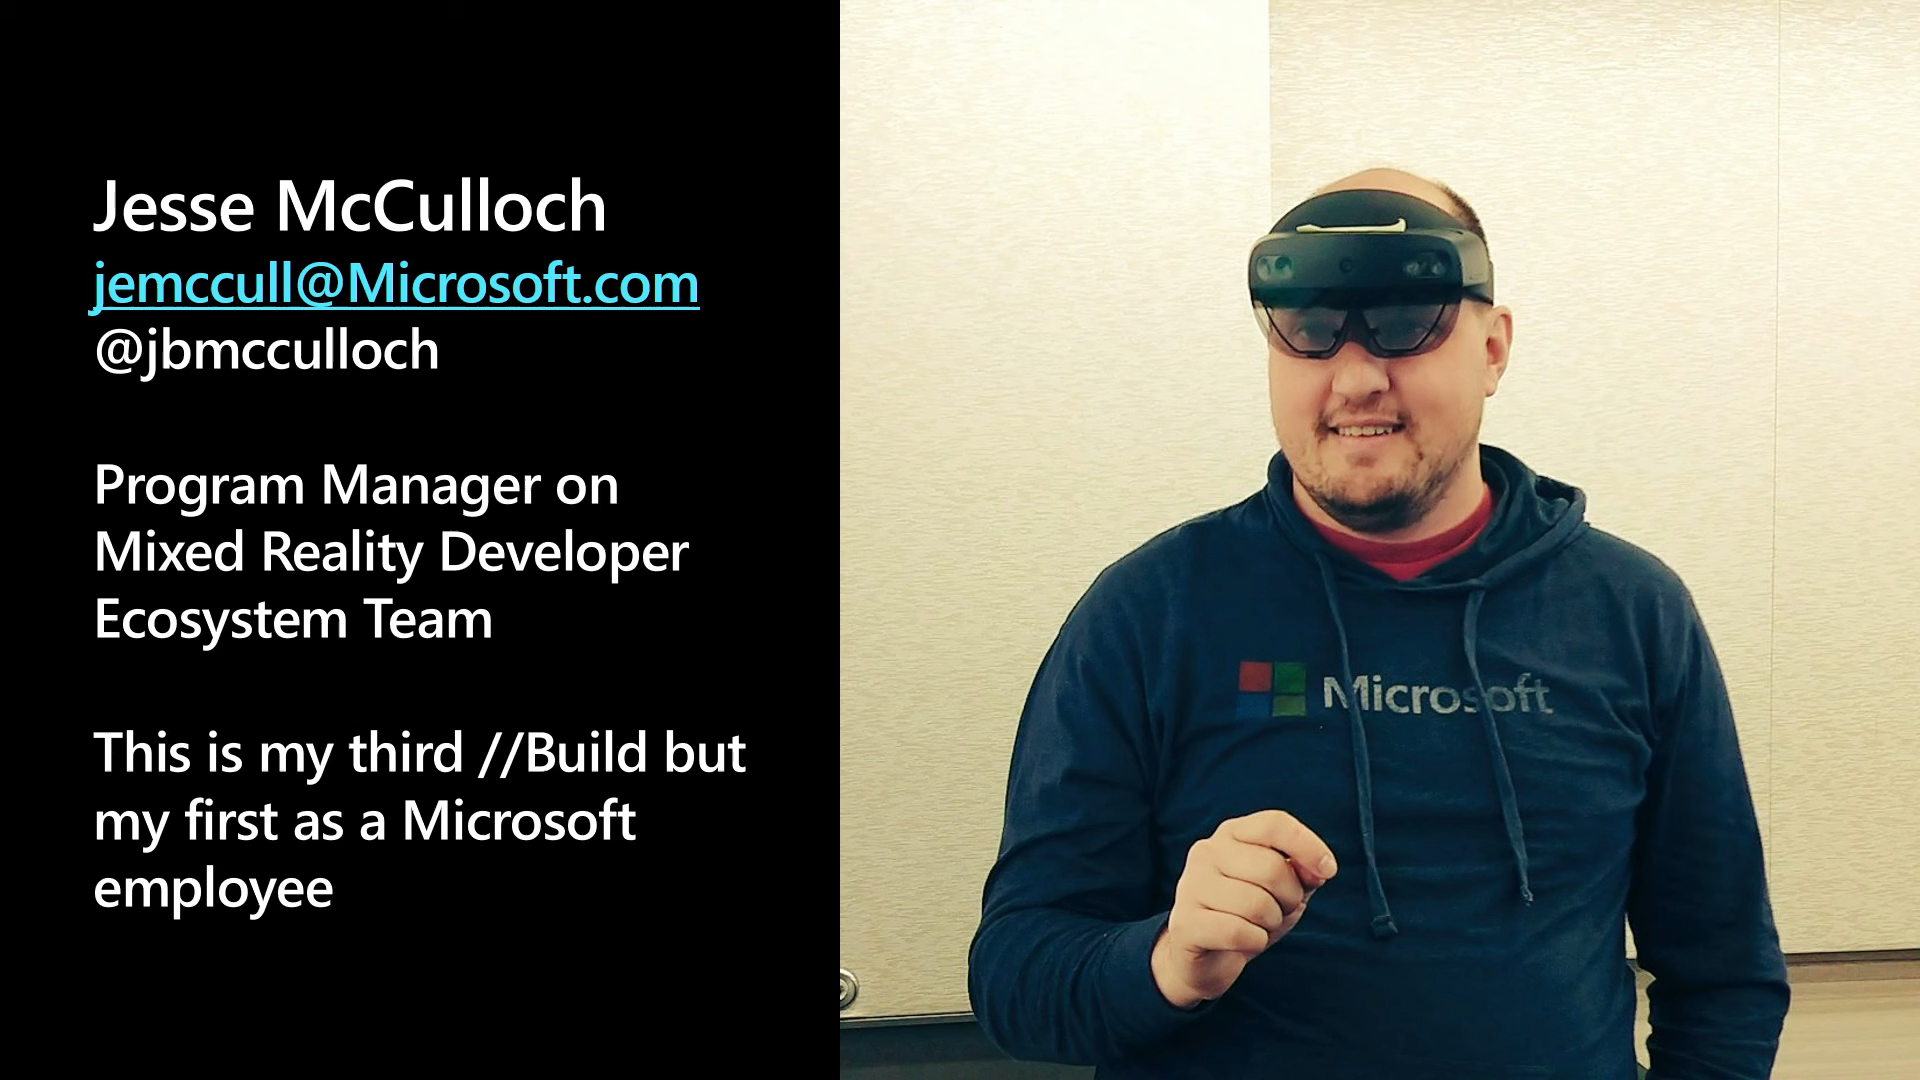 Jesse McCulloch
jemccull@Microsoft.com
@jbmcculloch
Program Manager on
Mixed Reality Developer
Ecosystem Team
This is my third //Build but
my first as a Microsoft
employee
Microsoft